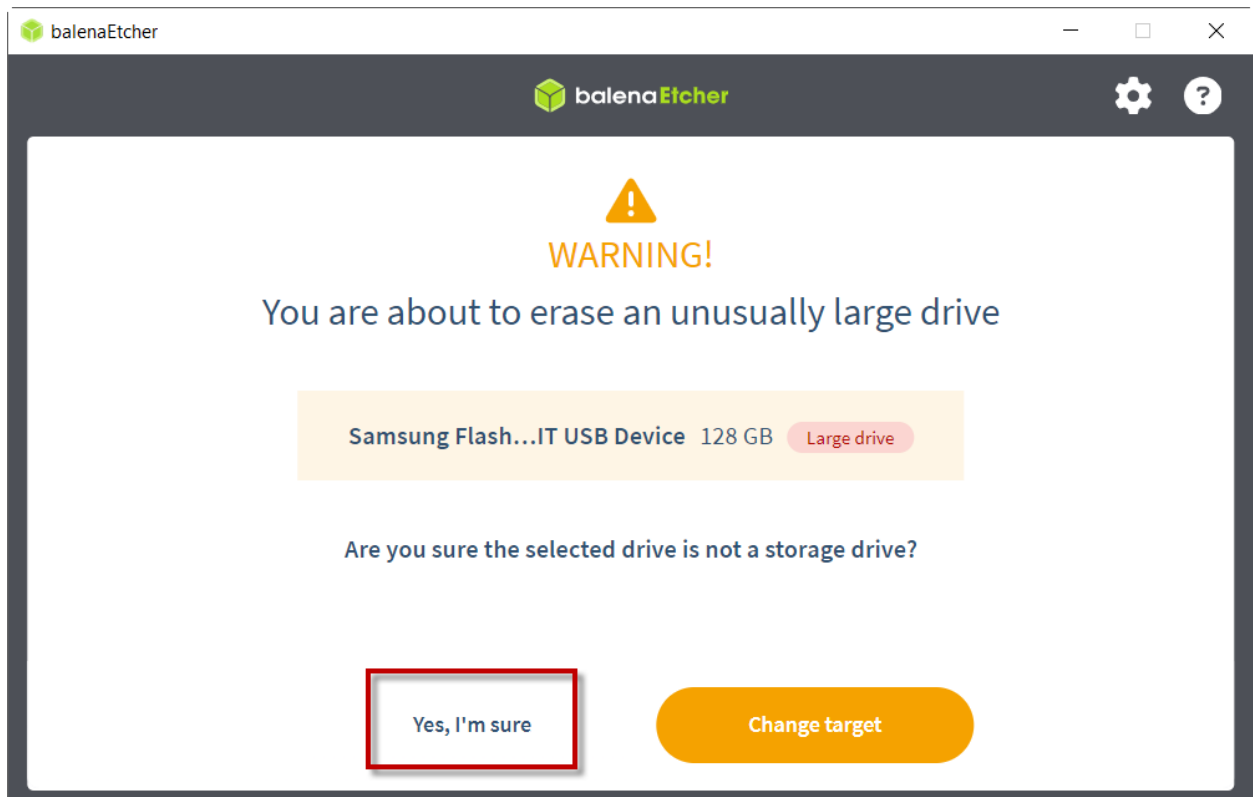 balenaEtcher
balenaEtcher
?
WARNING!
You are about to erase an unusually large drive
Samsung Flash...IT USB Device 128 GB Large drive
Are you sure the selected drive is not a storage drive?
Yes, I'm sure Change target